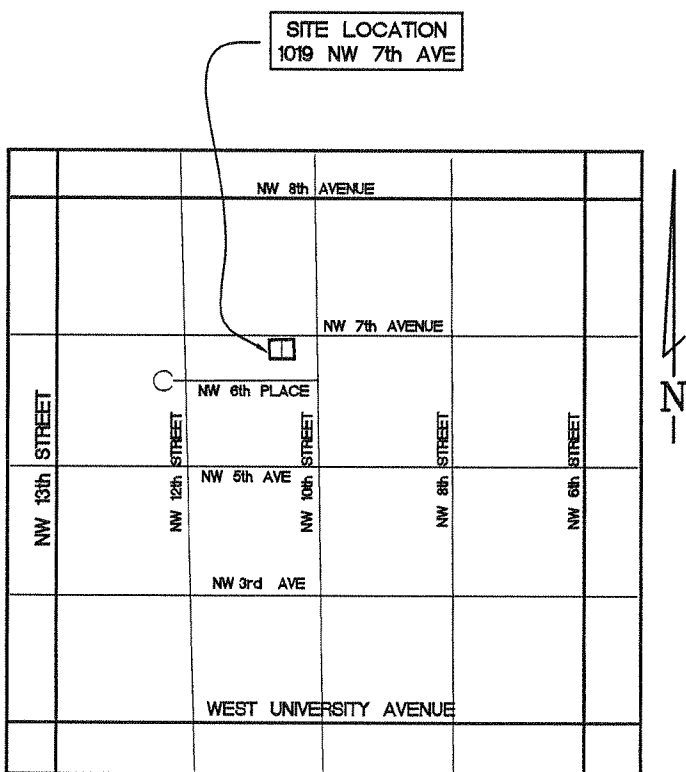 SITE LOCATION
1019 NW 7th AVE
NW 8th AVENUE
NW 7th AVENUE
NW 6th PLACE
N
NW 13th STREET
NW 12th STREET
NW 5th AVE
NW 10th STREET
NW 8th STREET
NW 6th STREET
NW 3rd AVE
WEST UNIVERSITY AVENUE